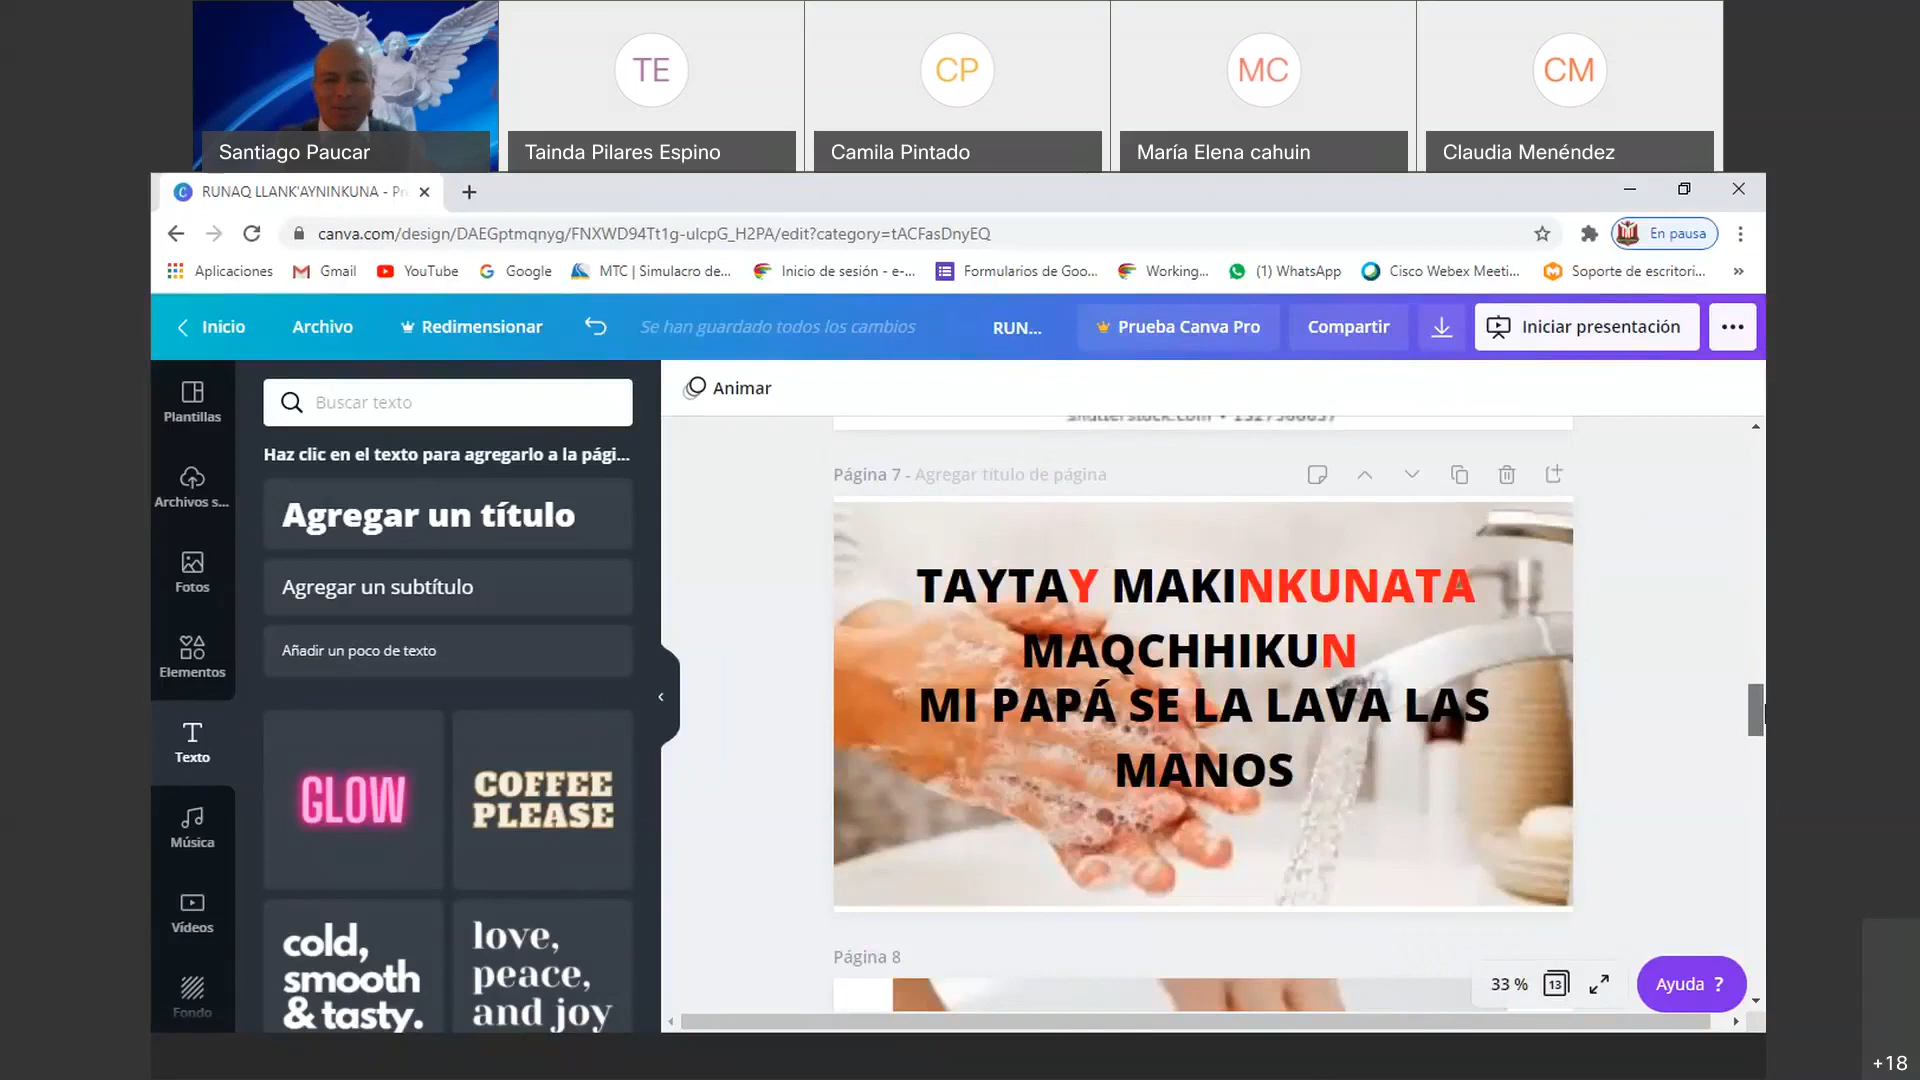 TE
CP
MC
CM
Santiago Paucar
Tainda Pilares Espino
Camila Pintado
María Elena cahuin
Claudia Menéndez
RUNAQ LLANK'AYNINKUNA - Pr
canva.com/design/DAEGptmqnyg/FNXWD94Tt1g-ulcpG_H2PA/edit?category=tACFasDnyEQ
En pausa
Aplicaciones
Gmail
YouTube
Google
MTC | Simulacro de...
Inicio de sesión - e-...
Formularios de Goo...
Working...
(1) WhatsApp
Cisco Webex Meeti...
Soporte de escritori...
»
Inicio
Archivo
Redimensionar
Se han guardado todos los cambios
RUN...
Prueba Canva Pro
Compartir
Iniciar presentación
Plantillas
Archivos s...
Fotos
Elementos
Texto
Música
Vídeos
Fondo
Buscar texto
Haz clic en el texto para agregarlo a la pági...
Agregar un título
Agregar un subtítulo
Añadir un poco de texto
GLOW
COFFEE
PLEASE
cold,
smooth
& tasty.
love,
peace,
and joy
Animar
Página 7 - Agregar título de página
TAYTAY MAKINKUNATA
MAQCHHIKUN
MI PAPÁ SE LA LAVA LAS
MANOS
Página 8
33 %
13
Ayuda ?
+18